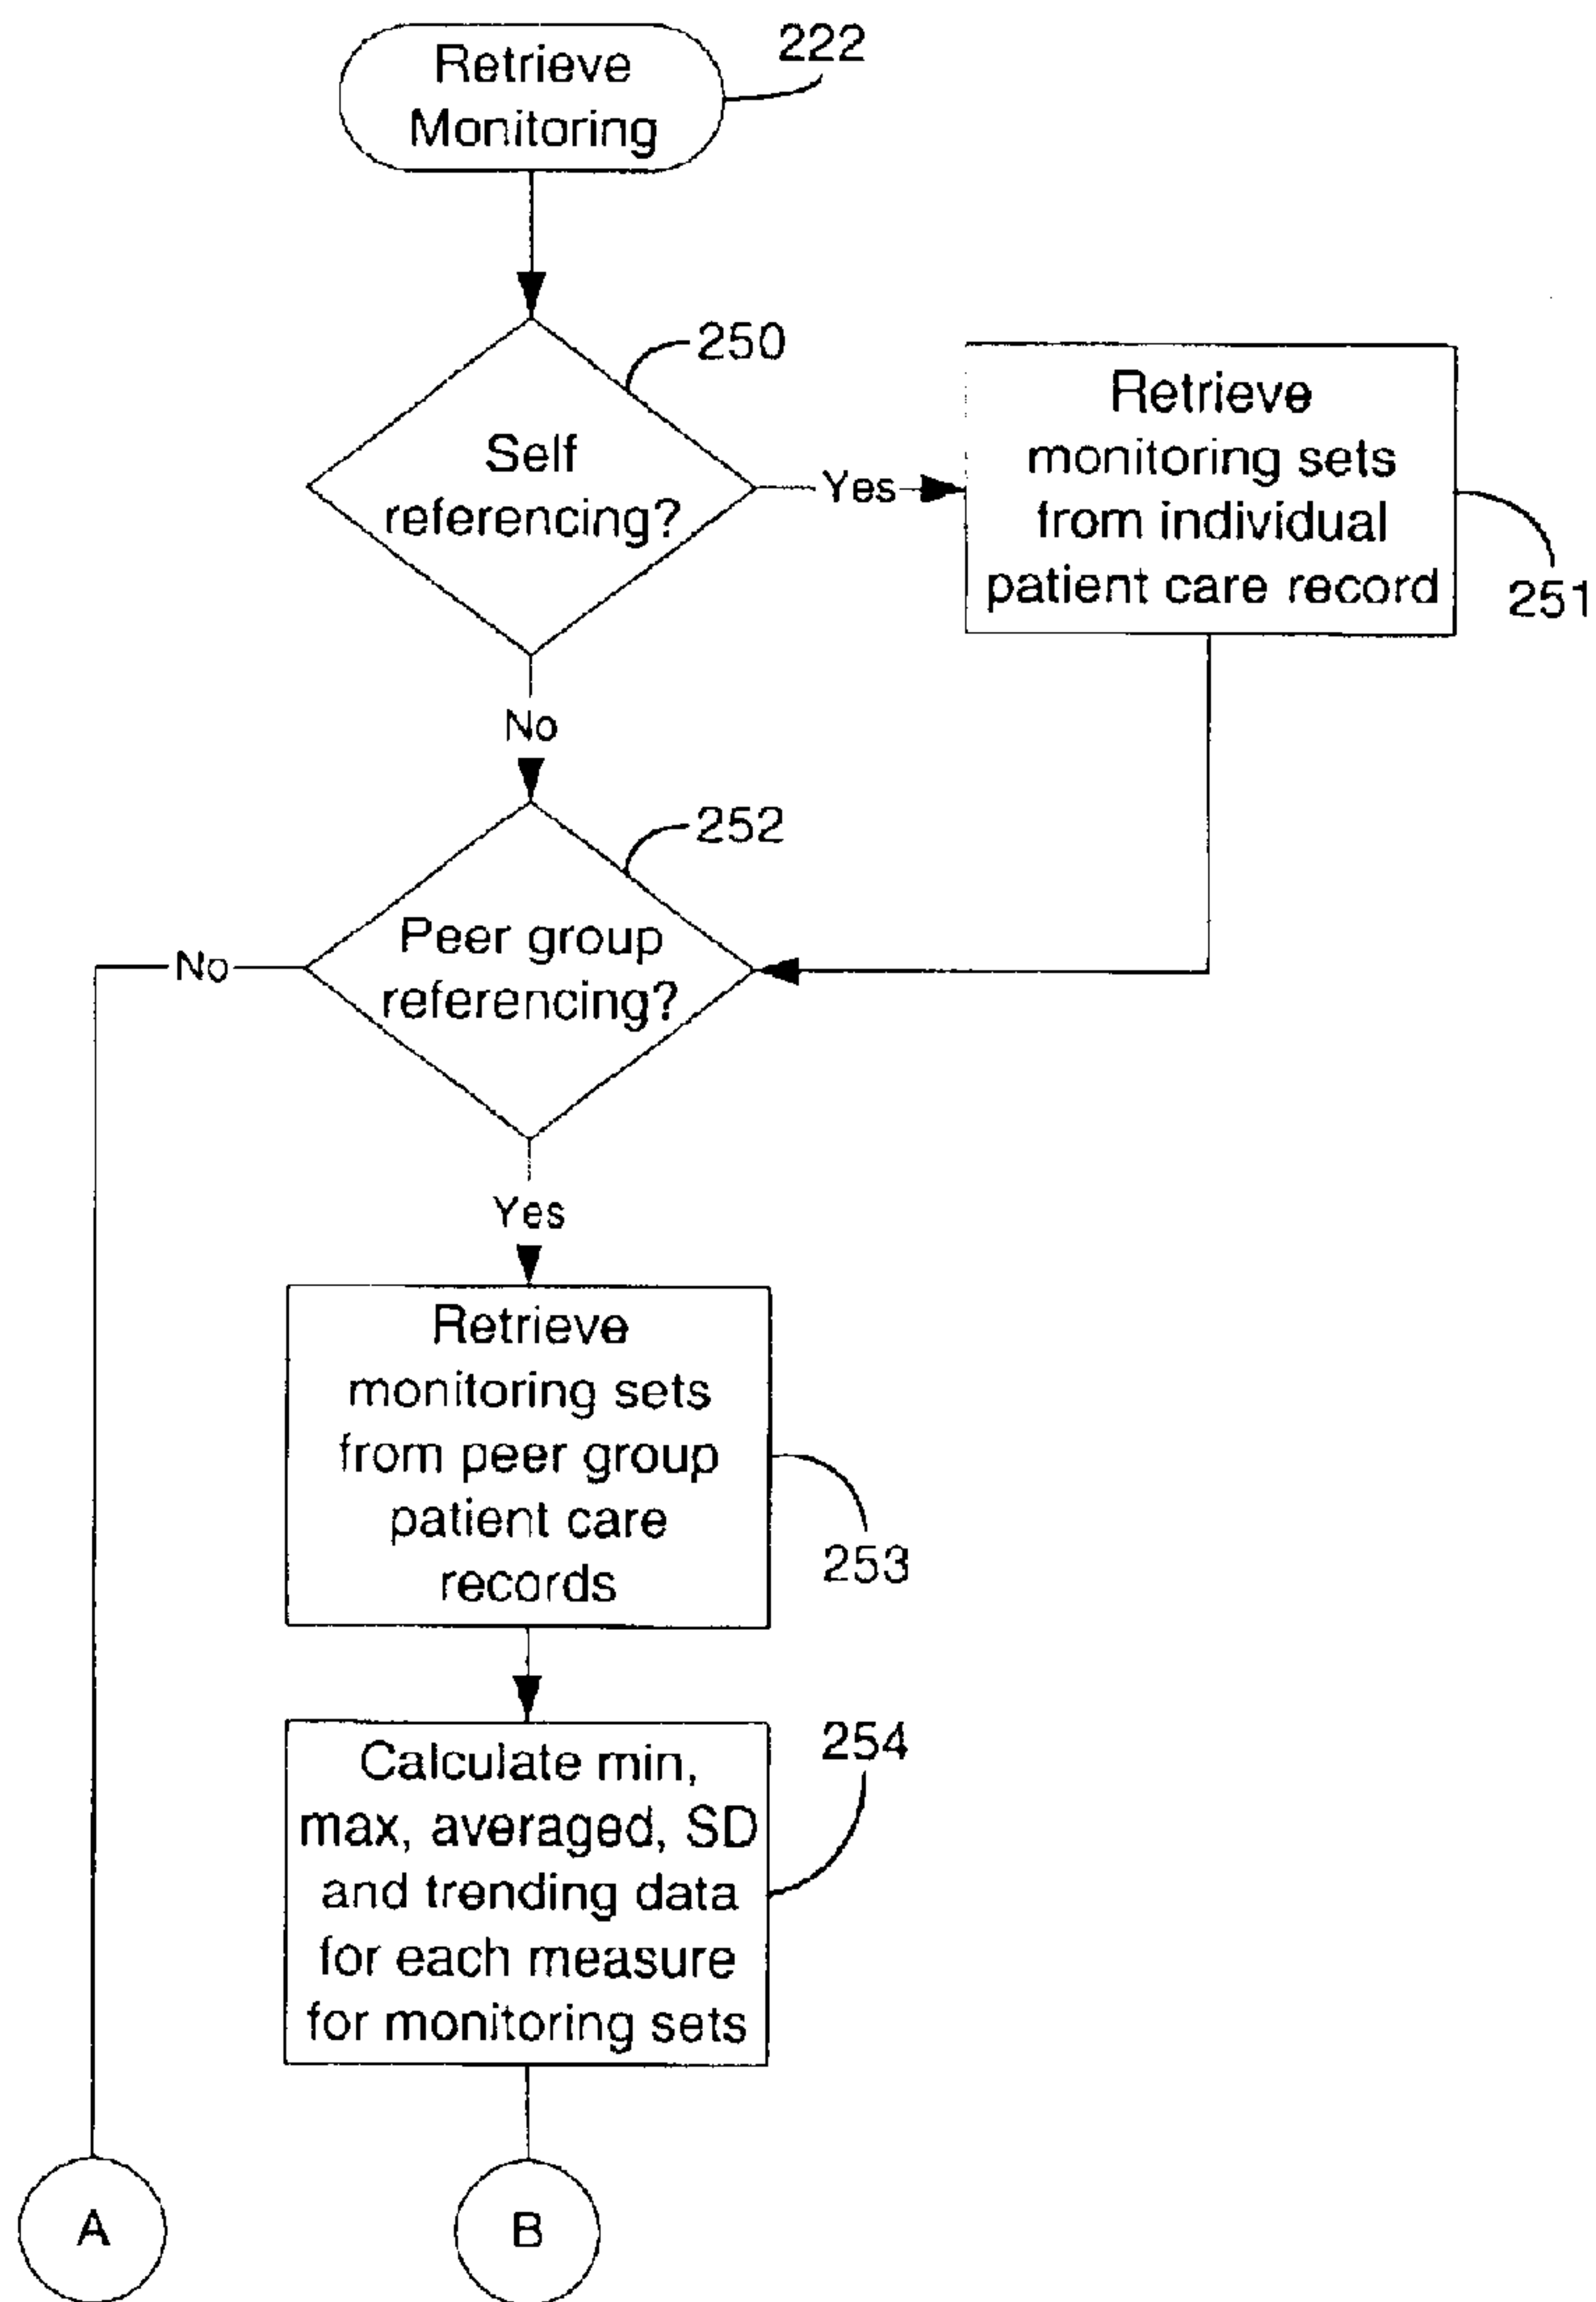 Retrieve
Monitoring
222
Self
referencing?
250
Yes
Retrieve
monitoring sets
from individual
patient care record
251
No
Peer group
referencing?
252
No
Yes
Retrieve
monitoring sets
from peer group
patient care
records
253
Calculate min,
max, averaged, SD
and trending data
for each measure
for monitoring sets
254
A
B